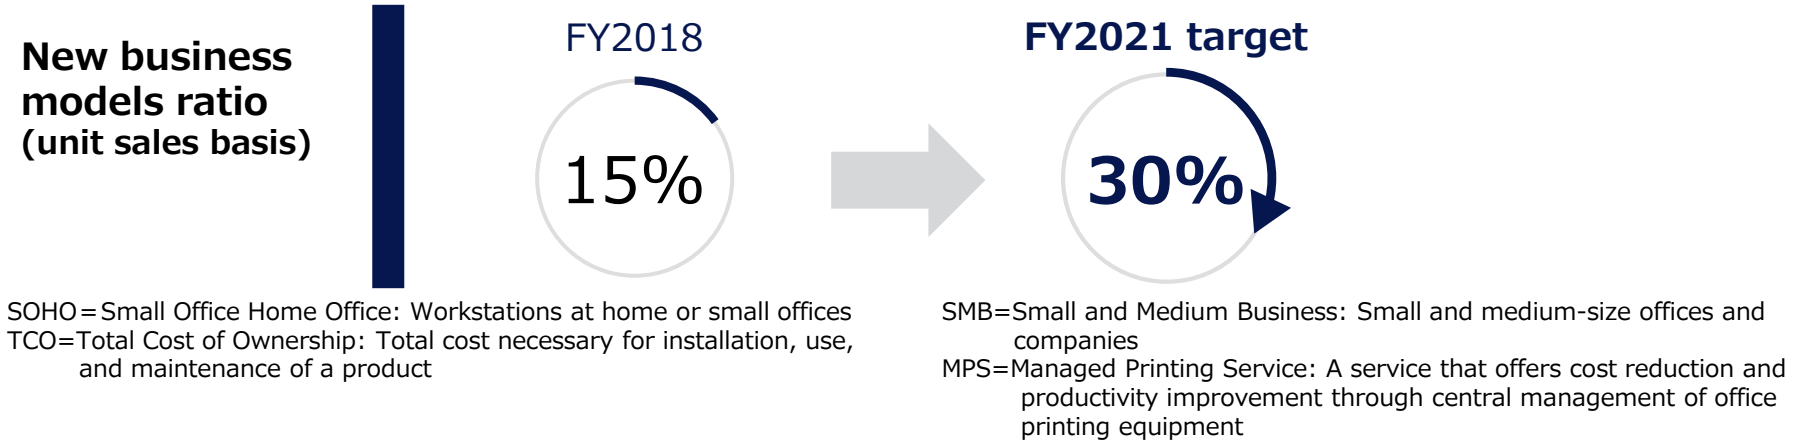 New business
models ratio
(unit sales basis)
FY2018
15%
FY2021 target
30%
SOHO=Small Office Home Office: Workstations at home or small offices
TCO=Total Cost of Ownership: Total cost necessary for installation, use,
and maintenance of a product
SMB=Small and Medium Business: Small and medium-size offices and
companies
MPS=Managed Printing Service: A service that offers cost reduction and
productivity improvement through central management of office
printing equipment